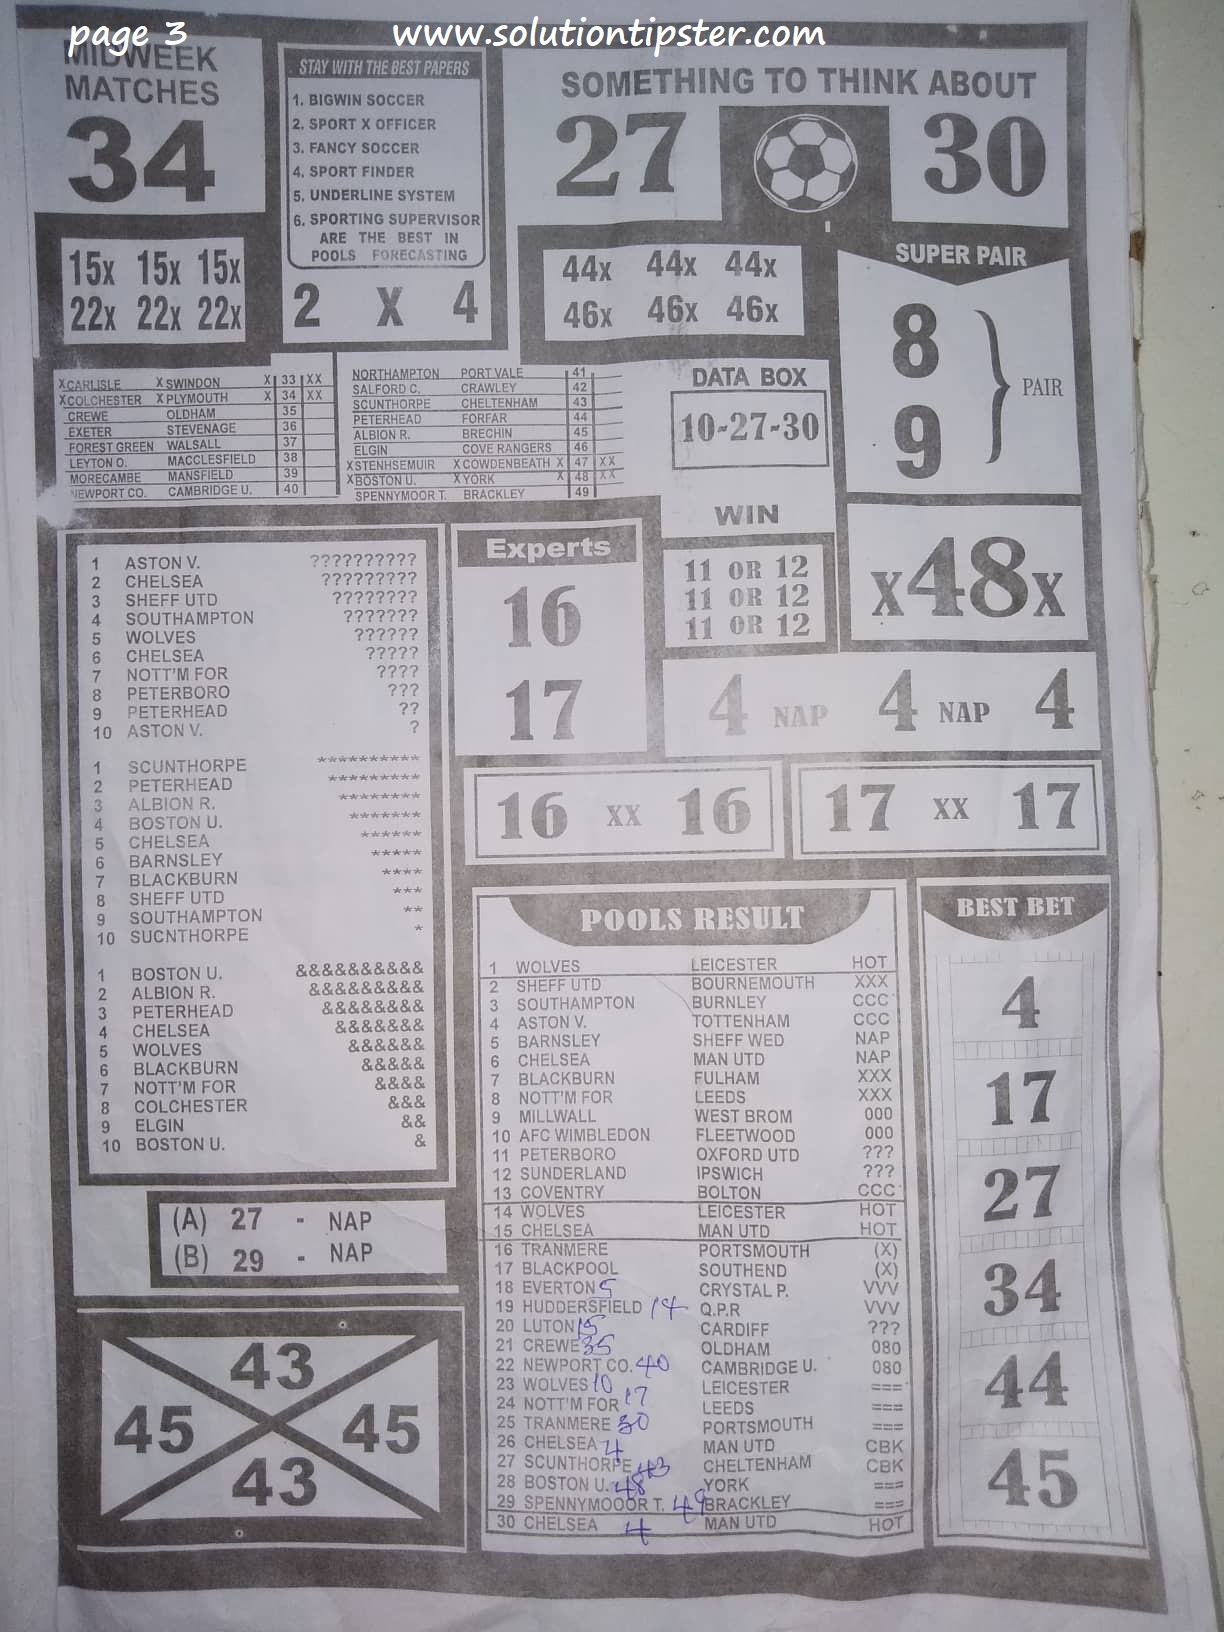 page 3
www.solutiontipster.com
MIDWEEK
MATCHES
34
15x 15x 15x
22x 22x 22x
STAY WITH THE BEST PAPERS
1. BIGWIN SOCCER
2. SPORT X OFFICER
3. FANCY SOCCER
4. SPORT FINDER
5. UNDERLINE SYSTEM
6. SPORTING SUPERVISOR
ARE THE BEST IN
POOLS FORECASTING
2 X 4
SOMETHING TO THINK ABOUT
27 30
44x 44x 44x
46x 46x 46x
SUPER PAIR
8
9
PAIR
X CARLISLE X SWINDON X 33 XX
X COLCHESTER X PLYMOUTH X 34 XX
CREWE OLDHAM 35
EXETER STEVENAGE 36
FOREST GREEN WALSALL 37
LEYTON O. MACCLESFIELD 38
MORECAMBE MANSFIELD 39
NEWPORT CO. CAMBRIDGE U. 40
NORTHAMPTON PORT VALE 41
SALFORD C. CRAWLEY 42
SCUNTHORPE CHELTENHAM 43
PETERHEAD FORFAR 44
ALBION R. BRECHIN 45
ELGIN COVE RANGERS 46
XSTENHSEMUIR XCOWDENBEATH X 47 XX
XBOSTON U. XYORK X 48 XX
SPENNYMOOR T. BRACKLEY 49
DATA BOX
10-27-30
WIN
11 OR 12
11 OR 12
11 OR 12
X48X
1 ASTON V. ??????????
2 CHELSEA ?????????
3 SHEFF UTD ????????
4 SOUTHAMPTON ???????
5 WOLVES ??????
6 CHELSEA ?????
7 NOTT'M FOR ????
8 PETERBORO ???
9 PETERHEAD ??
10 ASTON V. ?
1 SCUNTHORPE **********
2 PETERHEAD *********
3 ALBION R. ********
4 BOSTON U. *******
5 CHELSEA ******
6 BARNSLEY *****
7 BLACKBURN ****
8 SHEFF UTD ***
9 SOUTHAMPTON **
10 SUCNTHORPE *
1 BOSTON U. &&&&&&&&&&
2 ALBION R. &&&&&&&&&
3 PETERHEAD &&&&&&&&
4 CHELSEA &&&&&&&
5 WOLVES &&&&&&
6 BLACKBURN &&&&&
7 NOTT'M FOR &&&&
8 COLCHESTER &&&
9 ELGIN &&
10 BOSTON U. &
Experts
16
17
4 NAP 4 NAP 4
16 XX 16
17 XX 17
(A) 27 - NAP
(B) 29 - NAP
43
45 45
43
POOLS RESULT
1 WOLVES LEICESTER HOT
2 SHEFF UTD BOURNEMOUTH XXX
3 SOUTHAMPTON BURNLEY CCC
4 ASTON V. TOTTENHAM CCC
5 BARNSLEY SHEFF WED NAP
6 CHELSEA MAN UTD NAP
7 BLACKBURN FULHAM XXX
8 NOTT'M FOR LEEDS XXX
9 MILLWALL WEST BROM 000
10 AFC WIMBLEDON FLEETWOOD 000
11 PETERBORO OXFORD UTD ???
12 SUNDERLAND IPSWICH ???
13 COVENTRY BOLTON CCC
14 WOLVES LEICESTER HOT
15 CHELSEA MAN UTD HOT
16 TRANMERE PORTSMOUTH (X)
17 BLACKPOOL SOUTHEND (X)
18 EVERTON 5 CRYSTAL P. VVV
19 HUDDERSFIELD 14 Q.P.R VVV
20 LUTON 15 CARDIFF ???
21 CREWE 35 OLDHAM 080
22 NEWPORT CO. 40 CAMBRIDGE U. 080
23 WOLVES 10 LEICESTER ===
24 NOTT'M FOR 17 LEEDS ===
25 TRANMERE 30 PORTSMOUTH ===
26 CHELSEA 4 MAN UTD CBK
27 SCUNTHORPE 43 CHELTENHAM CBK
28 BOSTON U. 48 YORK ===
29 SPENNYMOOOR T. 49 BRACKLEY ===
30 CHELSEA 4 MAN UTD HOT
BEST BET
4
17
27
34
44
45